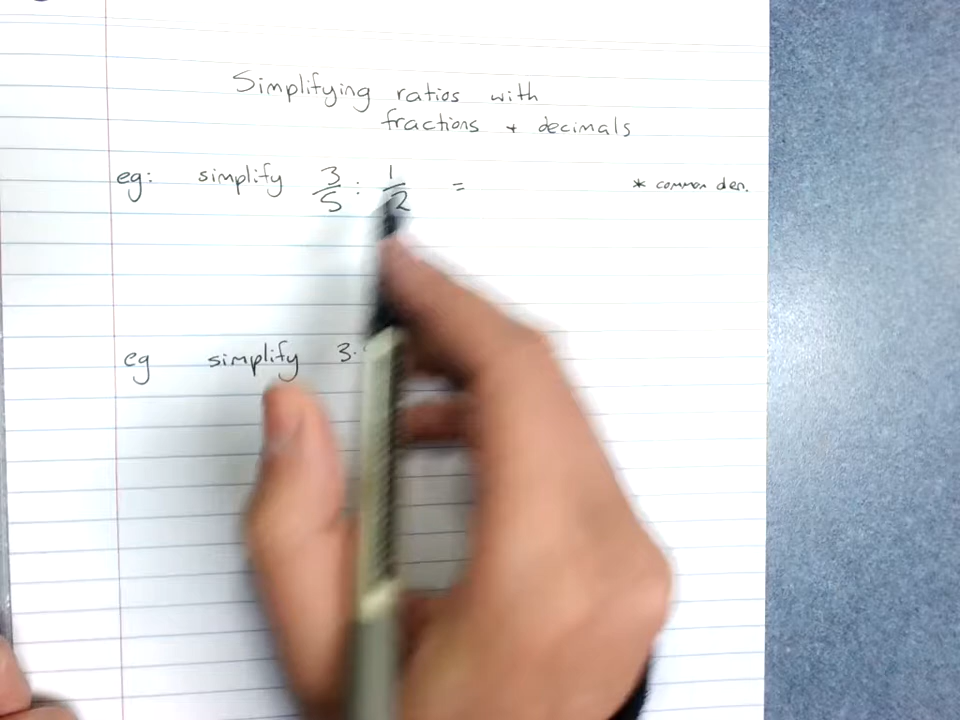 Simplifying ratios with
fractions + decimals
eg: simplify 3/5 : 1/2 = * common den.
eg simplify 3.